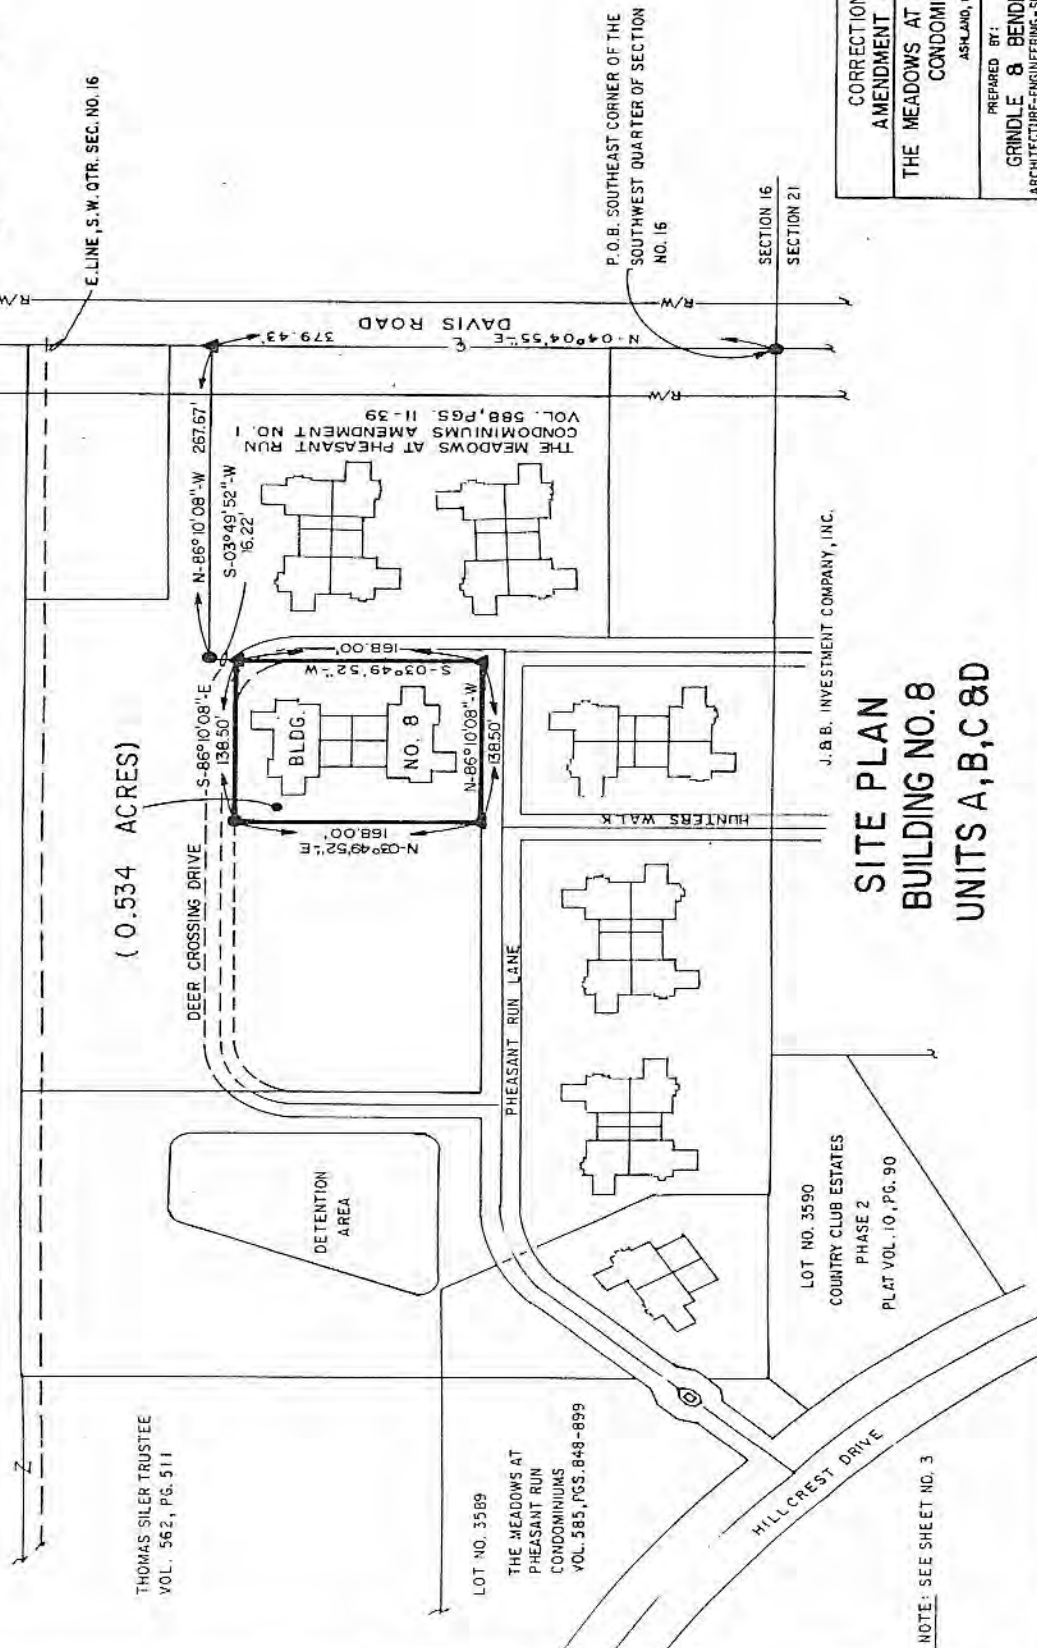 E. LINE, S.W. QTR. SEC. NO. 16
R/W
P.O.B. SOUTHEAST CORNER OF THE
SOUTHWEST QUARTER OF SECTION
NO. 16
SECTION 16
SECTION 21
CORRECTION
AMENDMENT
THE MEADOWS AT
ASHLAND,
PREPARED BY:
GRINDLE & BENDE
R/W
R/W
DAVIS ROAD
379.43'
N-04°04'55"-E
THE MEADOWS AT PHEASANT RUN
CONDOMINIUMS AMENDMENT NO. 1
VOL. 588, PGS. 11-39
N-86°10'08"-W 267.67'
S-03°49'52"-W
16.22'
(0.534 ACRES)
DEER CROSSING DRIVE
S-86°10'08"-E
138.50'
S-03°49'52"-W
168.00'
BLDG.
NO. 8
N-86°10'08"-W
138.50'
N-03°49'52"-E
168.00'
HUNTERS WALK
J.&B. INVESTMENT COMPANY, INC.
PHEASANT RUN LANE
SITE PLAN
BUILDING NO. 8
UNITS A,B,C &D
DETENTION
AREA
LOT NO. 3590
COUNTRY CLUB ESTATES
PHASE 2
PLAT VOL. 10, PG. 90
THOMAS SILER TRUSTEE
VOL. 562, PG. 511
LOT NO. 3589
THE MEADOWS AT
PHEASANT RUN
CONDOMINIUMS
VOL. 585, PGS. 848-899
HILLCREST DRIVE
NOTE: SEE SHEET NO. 3